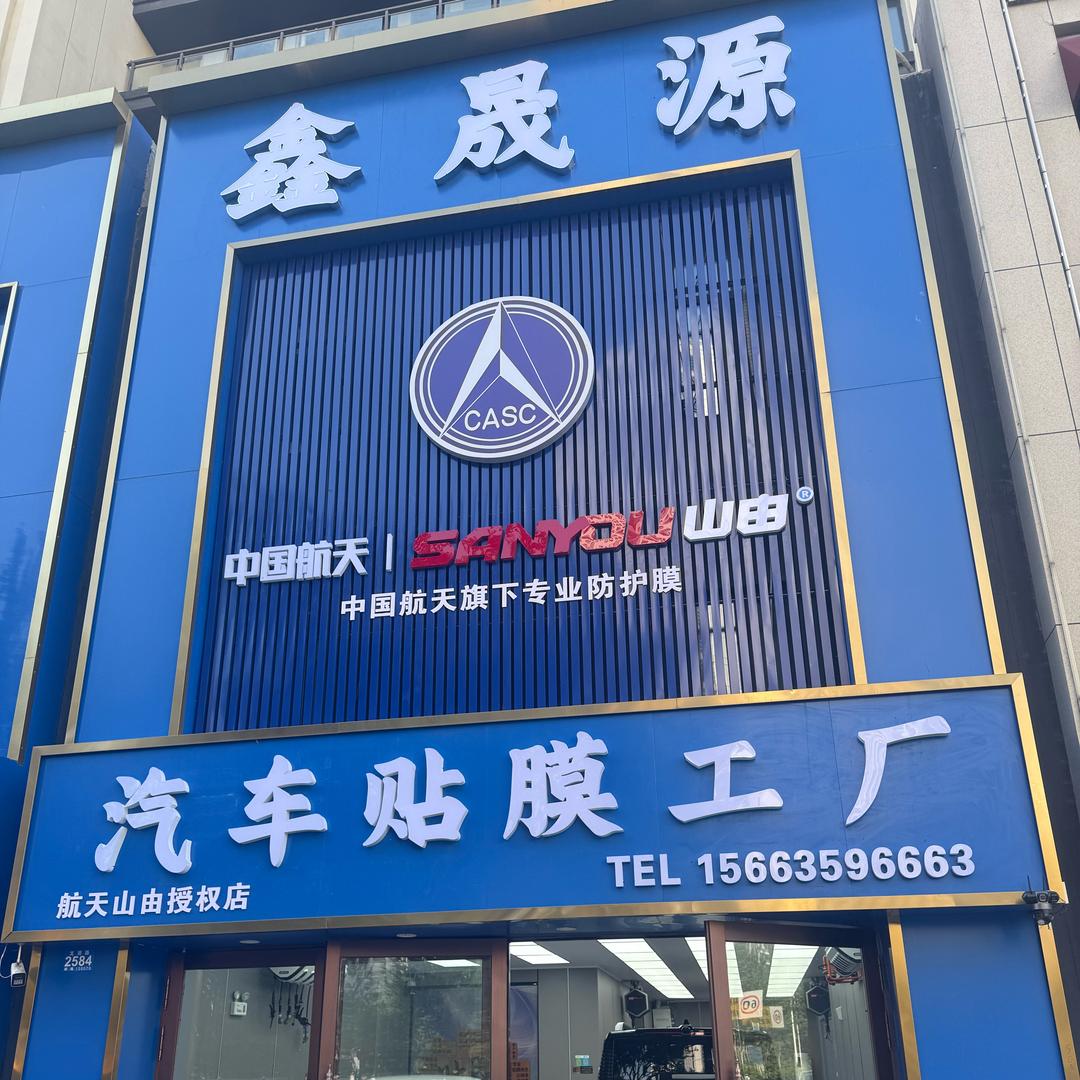 鑫晟源
CASC
中国航天 | SANYOU 山由®
中国航天旗下专业防护膜
汽车贴膜工厂
TEL 15663596663
航天山由授权店
2584